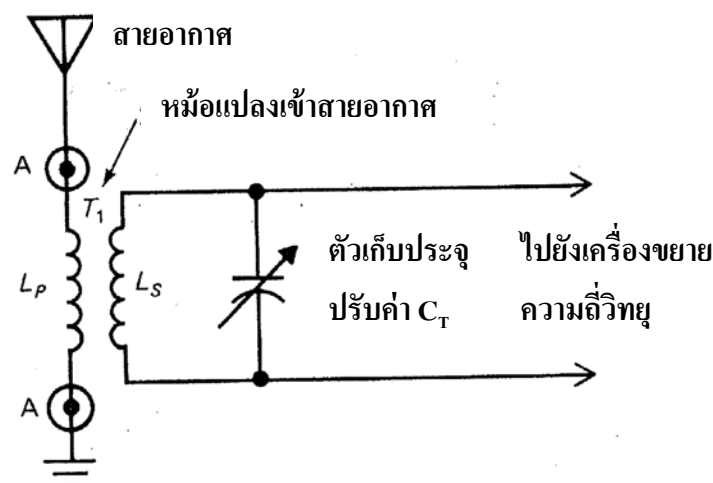 สายอากาศ
หม้อแปลงเข้าสายอากาศ
A
T1
LP
LS
ตัวเก็บประจุ
ปรับค่า CT
ไปยังเครื่องขยาย
ความถี่วิทยุ
A